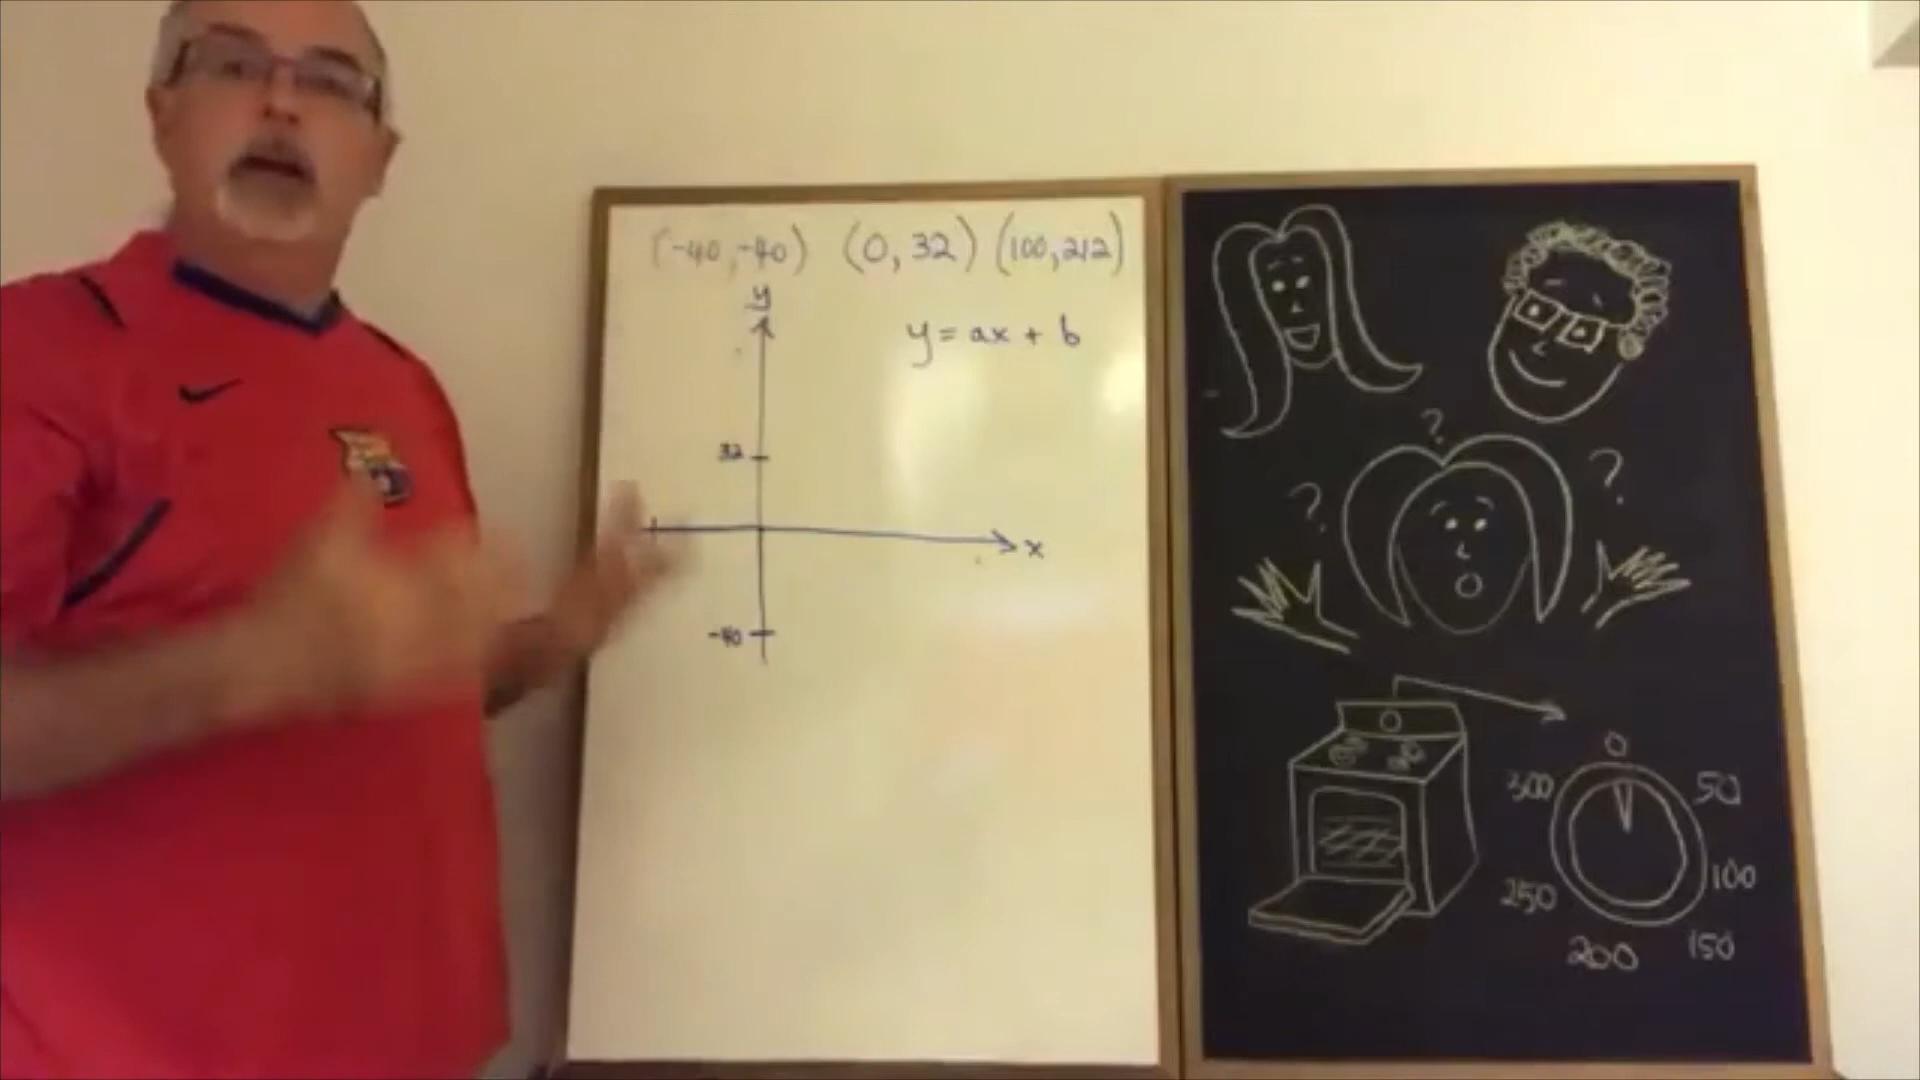 (-40,-40) (0,32) (100,212)
y
y = ax + b
32
x
-40
?
? ?
0
300 50
250 100
200 150